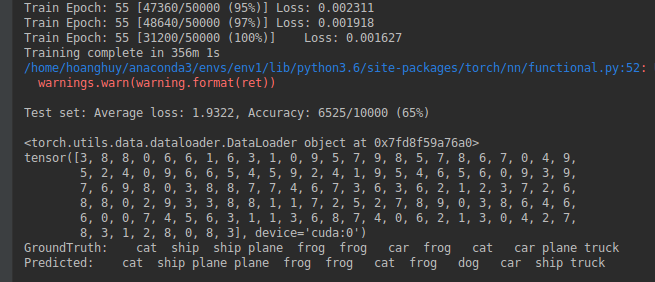 Train Epoch: 55 [47360/50000 (95%)] Loss: 0.002311
Train Epoch: 55 [48640/50000 (97%)] Loss: 0.001918
Train Epoch: 55 [31200/50000 (100%)]    Loss: 0.001627
Training complete in 356m 1s
/home/hoanghuy/anaconda3/envs/env1/lib/python3.6/site-packages/torch/nn/functional.py:52:
  warnings.warn(warning.format(ret))
Test set: Average loss: 1.9322, Accuracy: 6525/10000 (65%)
<torch.utils.data.dataloader.DataLoader object at 0x7fd8f59a76a0>
tensor([3, 8, 8, 0, 6, 6, 1, 6, 3, 1, 0, 9, 5, 7, 9, 8, 5, 7, 8, 6, 7, 0, 4, 9,
        5, 2, 4, 0, 9, 6, 6, 5, 4, 5, 9, 2, 4, 1, 9, 5, 4, 6, 5, 6, 0, 9, 3, 9,
        7, 6, 9, 8, 0, 3, 8, 8, 7, 7, 4, 6, 7, 3, 6, 3, 6, 2, 1, 2, 3, 7, 2, 6,
        8, 8, 0, 2, 9, 3, 3, 8, 8, 1, 1, 7, 2, 5, 2, 7, 8, 9, 0, 3, 8, 6, 4, 6,
        6, 0, 0, 7, 4, 5, 6, 3, 1, 1, 3, 6, 8, 7, 4, 0, 6, 2, 1, 3, 0, 4, 2, 7,
        8, 3, 1, 2, 8, 0, 8, 3], device='cuda:0')
GroundTruth:    cat  ship  ship plane  frog  frog   car  frog   cat   car plane truck
Predicted:    cat  ship plane plane  frog  frog   cat  frog   dog   car  ship truck